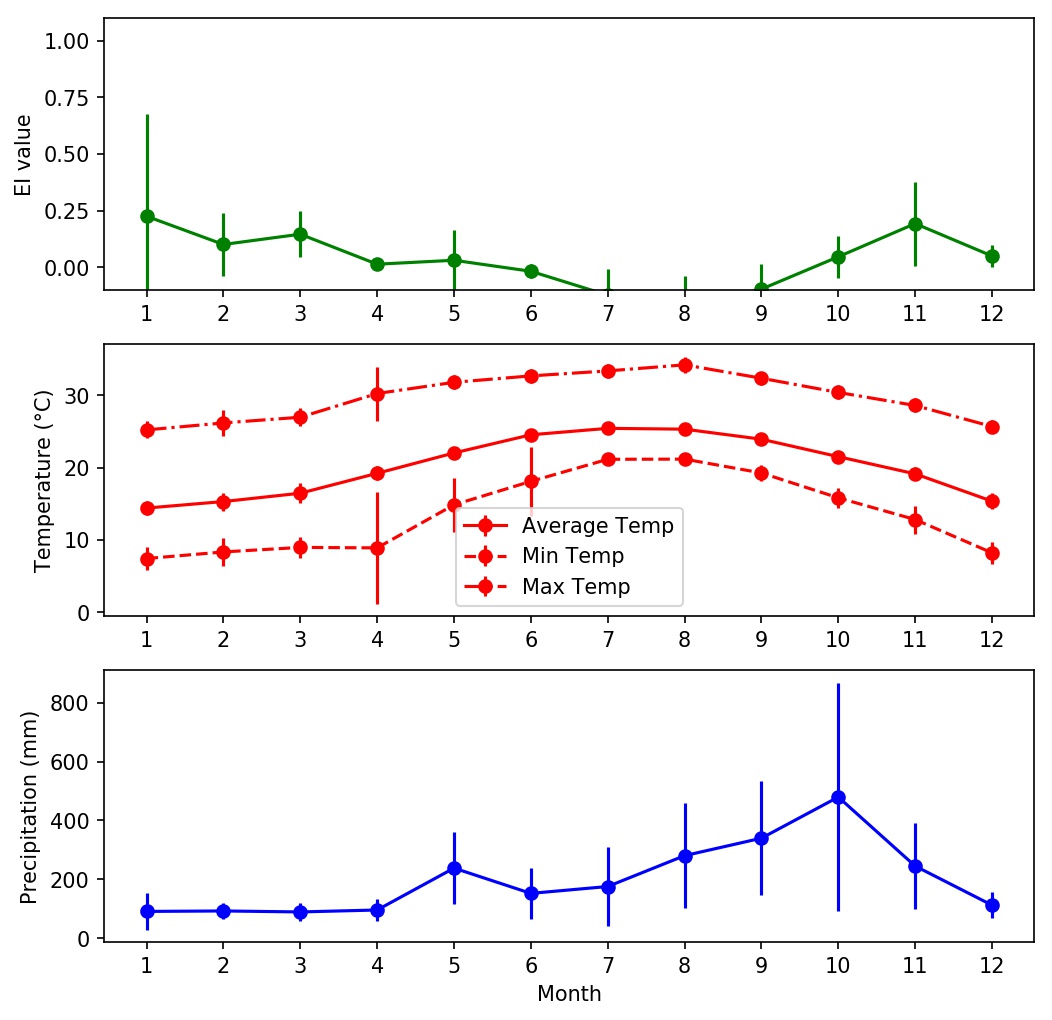 EI value
1.00
0.75
0.50
0.25
0.00
1 2 3 4 5 6 7 8 9 10 11 12
Temperature (°C)
30
20
10
0
Average Temp
Min Temp
Max Temp
1 2 3 4 5 6 7 8 9 10 11 12
Precipitation (mm)
800
600
400
200
0
1 2 3 4 5 6 7 8 9 10 11 12
Month